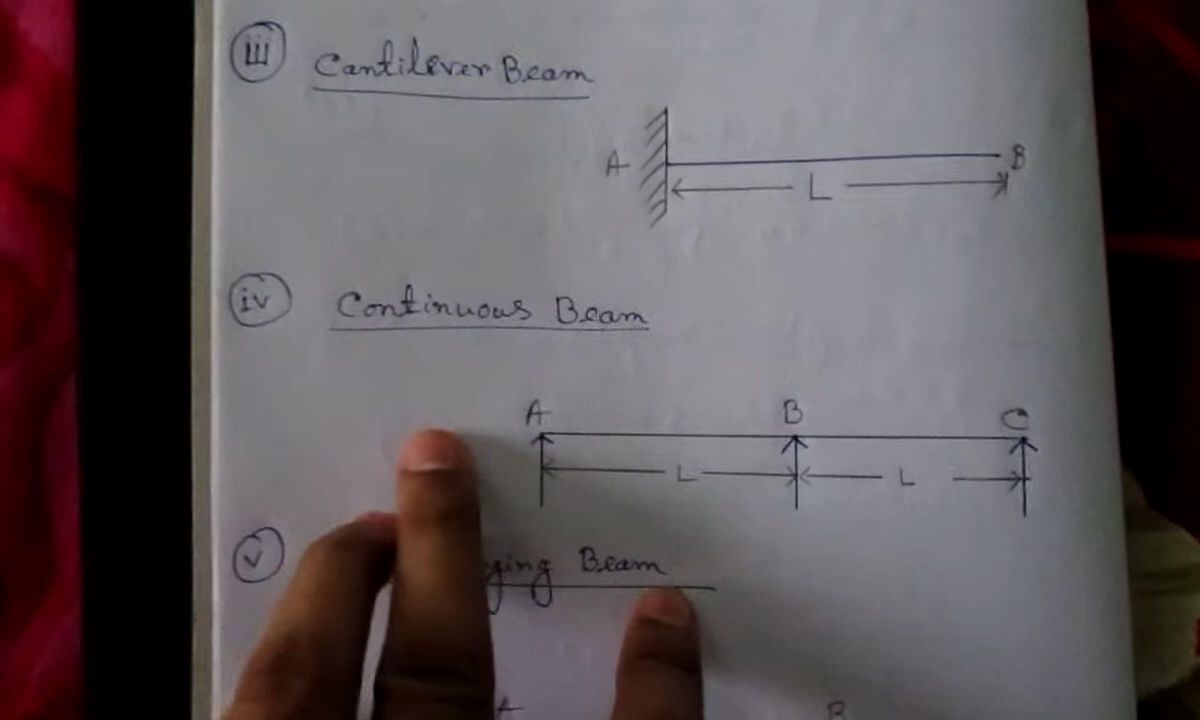 iii Cantilever Beam
A B
L
iv Continuous Beam
A B C
L L
v Beam
B